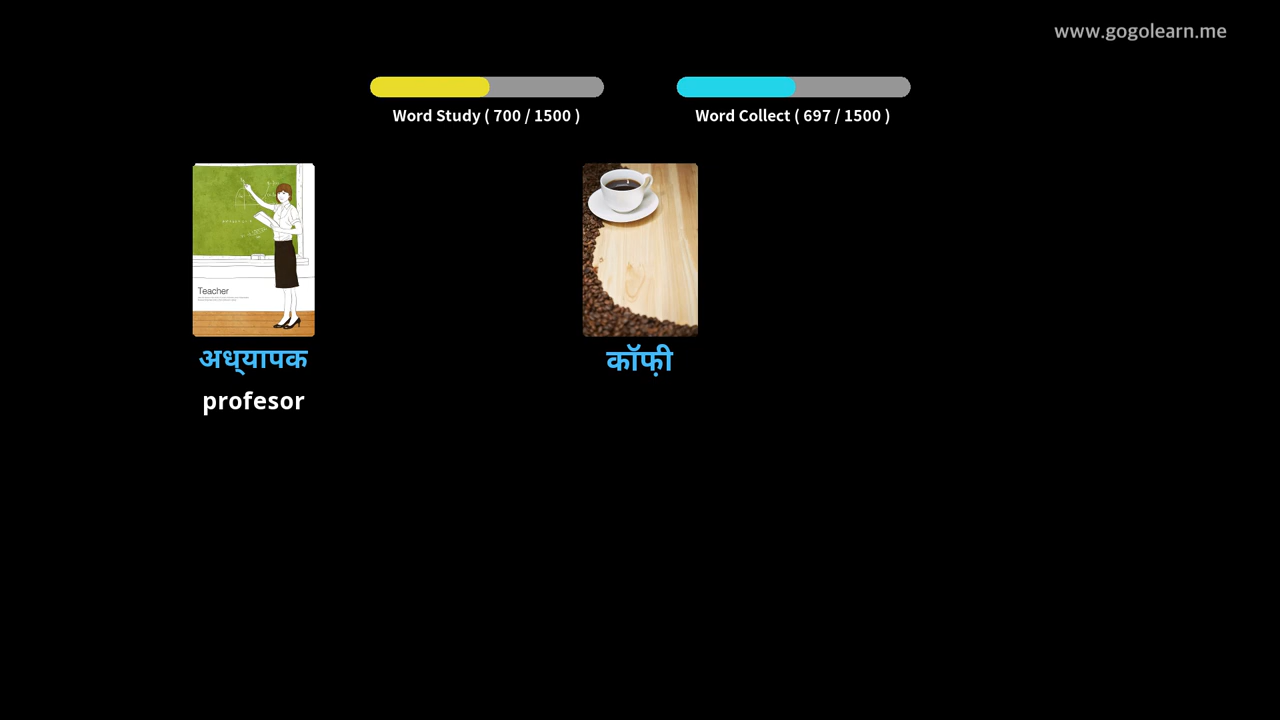 www.gogolearn.me
Word Study ( 700 / 1500 )
Word Collect ( 697 / 1500 )
Teacher
अध्यापक
कॉफ़ी
profesor